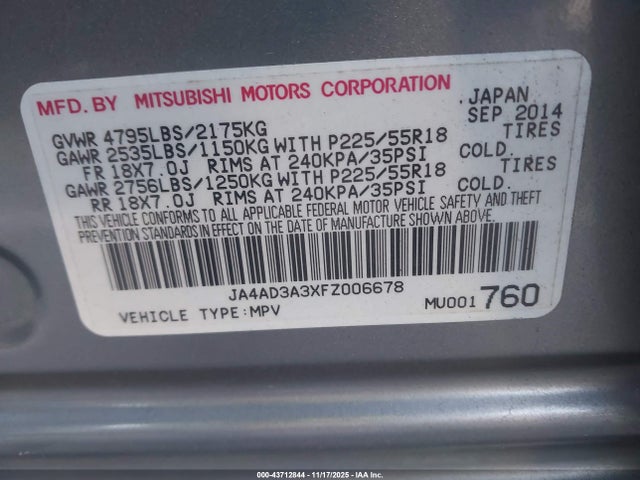 MFD. BY MITSUBISHI MOTORS CORPORATION
JAPAN
SEP 2014
GVWR 4795LBS/2175KG
GAWR 2535LBS/1150KG WITH P225/55R18 TIRES
FR 18X7.0J RIMS AT 240KPA/35PSI COLD.
GAWR 2756LBS/1250KG WITH P225/55R18 TIRES
RR 18X7.0J RIMS AT 240KPA/35PSI COLD.
THIS VEHICLE CONFORMS TO ALL APPLICABLE FEDERAL MOTOR VEHICLE SAFETY AND THEFT
PREVENTION STANDARDS IN EFFECT ON THE DATE OF MANUFACTURE SHOWN ABOVE.
JA4AD3A3XFZ006678
VEHICLE TYPE:MPV
MU001760
000-43712844 - 11/17/2025 - IAA Inc.